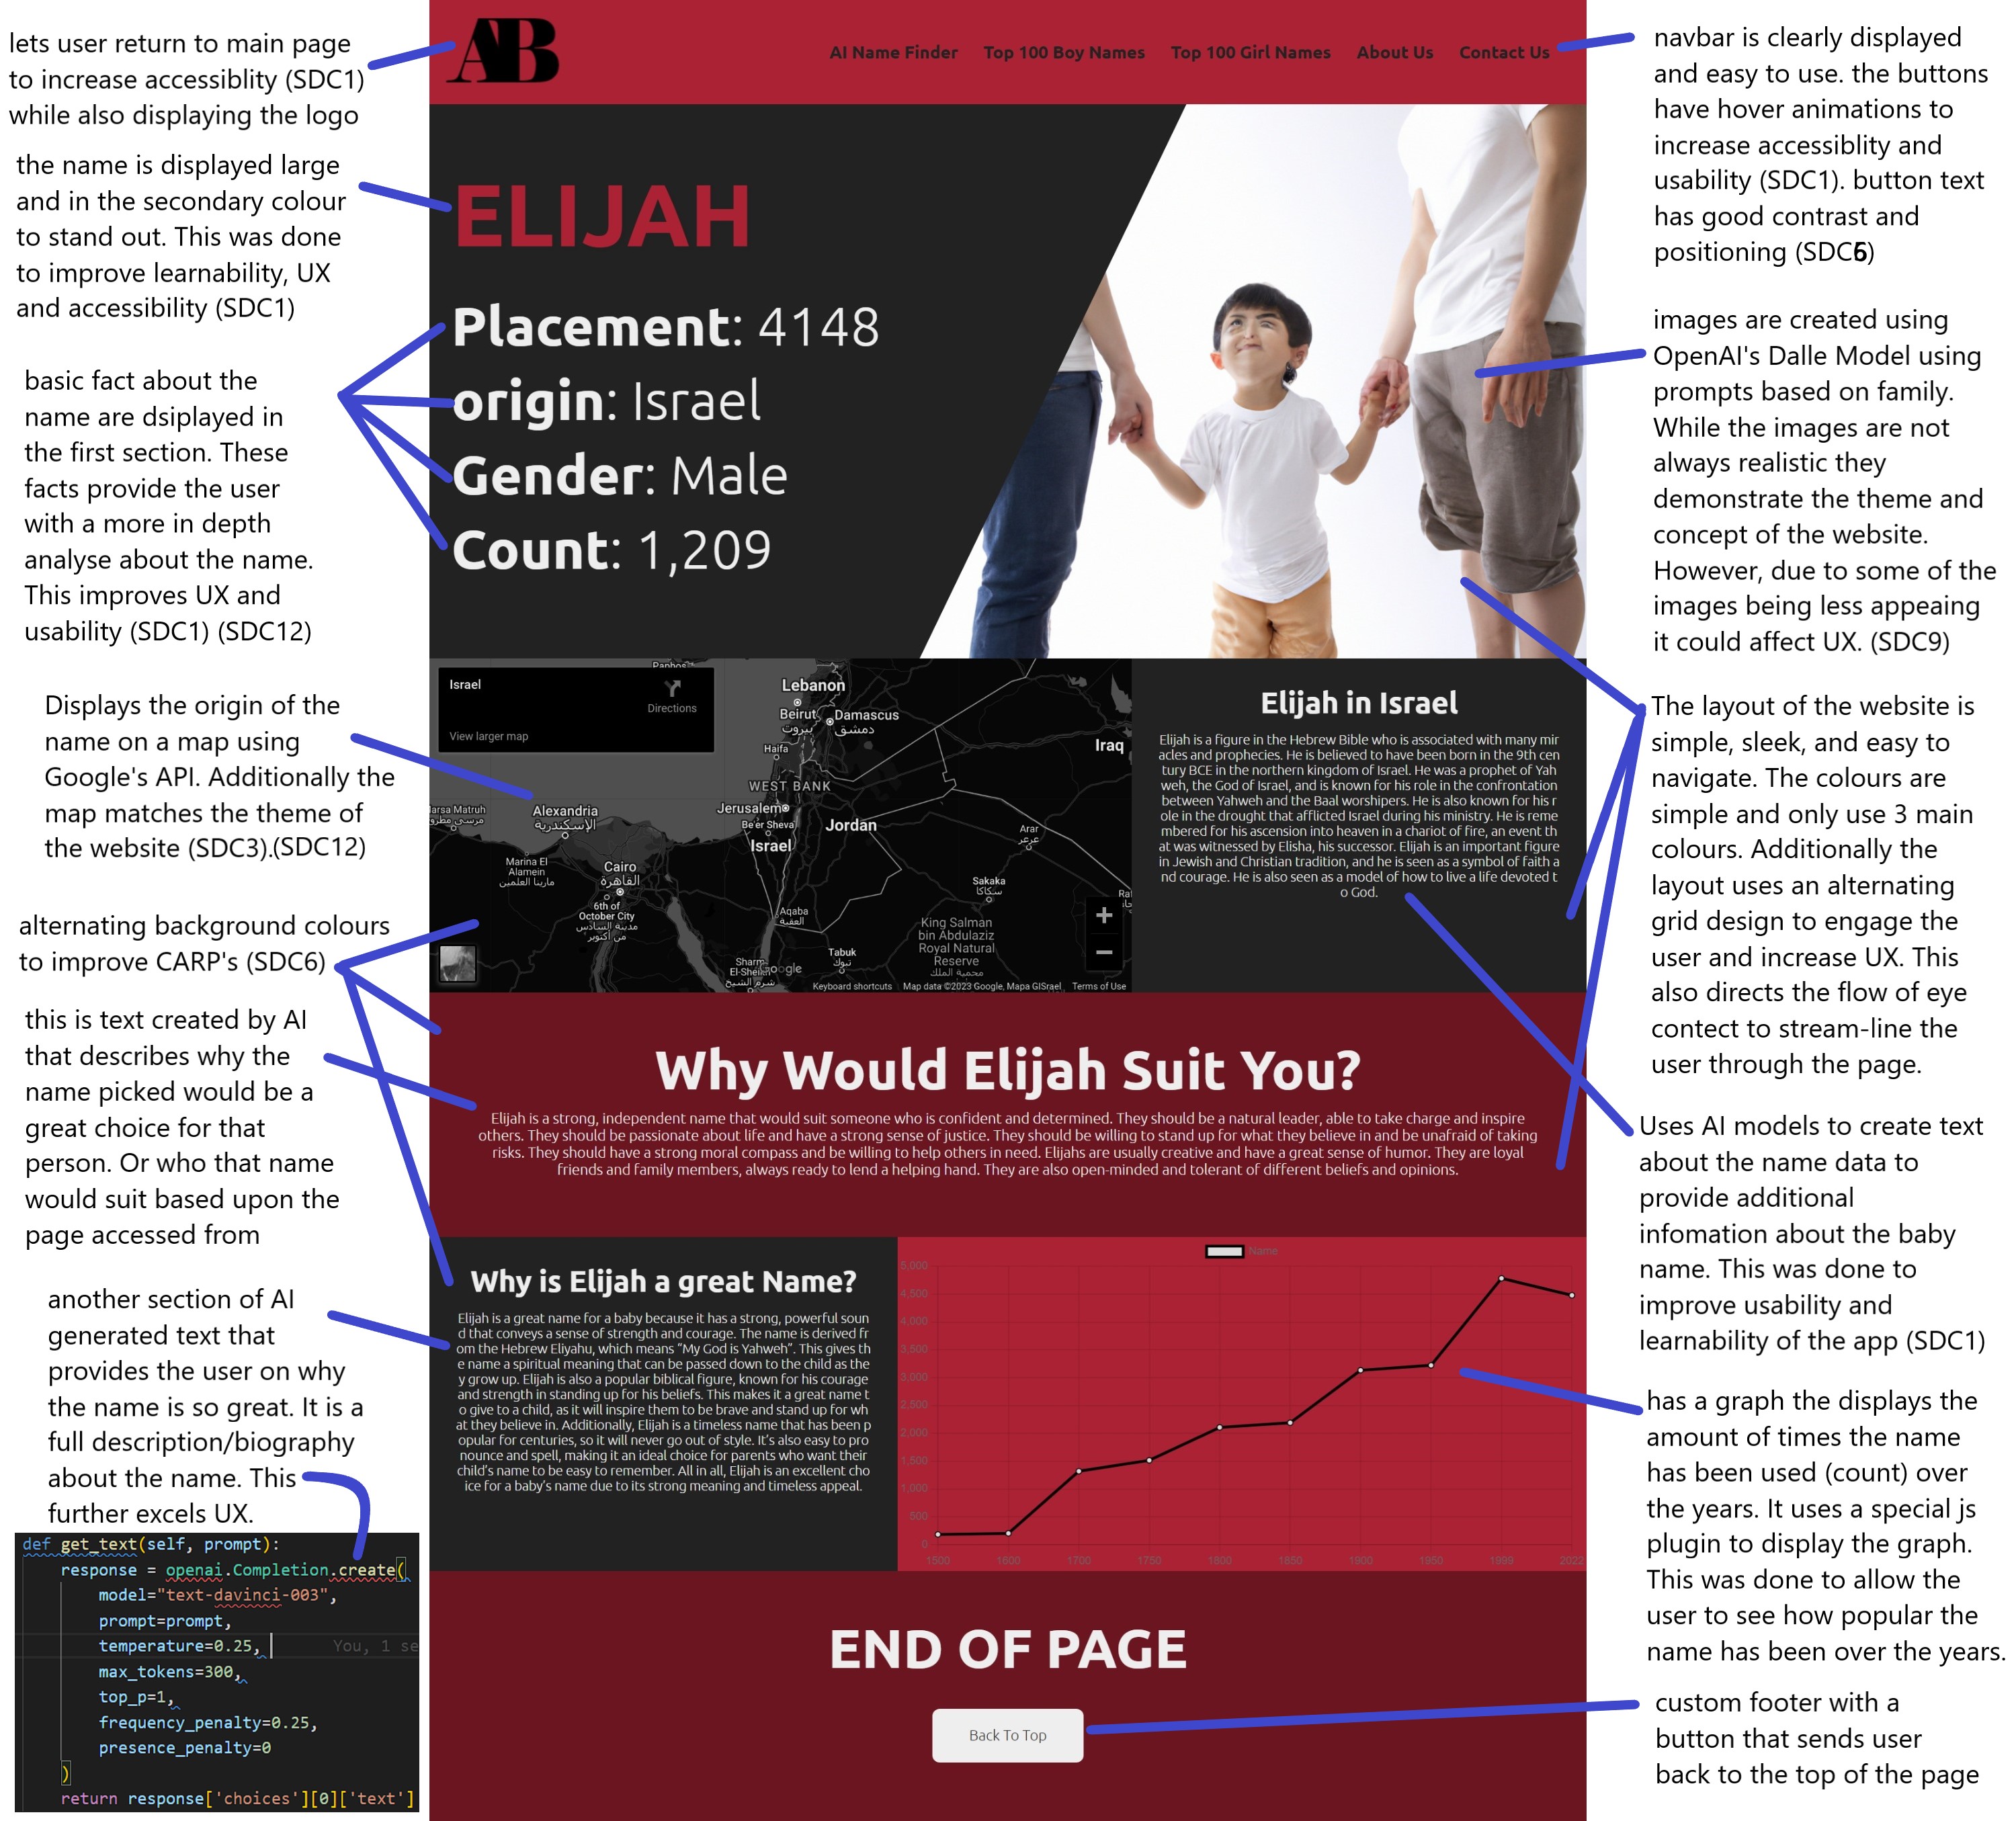 lets user return to main page
to increase accessiblity (SDC1)
while also displaying the logo
the name is displayed large
and in the secondary colour
to stand out. This was done
to improve learnability, UX
and accessibility (SDC1)
basic fact about the
name are dsiplayed in
the first section. These
facts provide the user
with a more in depth
analyse about the name.
This improves UX and
usability (SDC1) (SDC12)
Displays the origin of the
name on a map using
Google's API. Additionally the
map matches the theme of
the website (SDC3).(SDC12)
alternating background colours
to improve CARP's (SDC6)
this is text created by AI
that describes why the
name picked would be a
great choice for that
person. Or who that name
would suit based upon the
page accessed from
another section of AI
generated text that
provides the user on why
the name is so great. It is a
full description/biography
about the name. This
further excels UX.
def get_text(self, prompt):
response = openai.Completion.create(
model="text-davinci-003",
prompt=prompt,
temperature=0.25, You, 1 se
max_tokens=300,
top_p=1,
frequency_penalty=0.25,
presence_penalty=0
)
return response['choices'][0]['text']
AB
AI Name Finder Top 100 Boy Names Top 100 Girl Names About Us Contact Us
ELIJAH
Placement: 4148
origin: Israel
Gender: Male
Count: 1,209
Israel
Directions
View larger map
Paphos
Lebanon
Beirut
بيروت
Damascus
دمشق
Haifa
Iraq
WEST BANK
Jerusalem
Be'er Sheva
Israel
Jordan
arsa Matruh
مرسى مطرو
Alexandria
الإسكندرية
Marina El
Alamein
مارينا العلمين
Cairo
القاهرة
6th of
October City
مدينة السادس
من أكتوبر
Arar
عرعر
Sakaka
سكاكا
Aqaba
العقبة
King Salman
bin Abdulaziz
Royal Natural
Reserve
محمية الملك
Tabuk
تبوك
Sharm
El-Sheikh
شرم الشيخ
Google
Keyboard shortcuts Map data ©2023 Google, Mapa GISrael Terms of Use
Elijah in Israel
Elijah is a figure in the Hebrew Bible who is associated with many mir
acles and prophecies. He is believed to have been born in the 9th cen
tury BCE in the northern kingdom of Israel. He was a prophet of Yah
weh, the God of Israel, and is known for his role in the confrontation
between Yahweh and the Baal worshipers. He is also known for his r
ole in the drought that afflicted Israel during his ministry. He is reme
mbered for his ascension into heaven in a chariot of fire, an event th
at was witnessed by Elisha, his successor. Elijah is an important figure
in Jewish and Christian tradition, and he is seen as a symbol of faith a
nd courage. He is also seen as a model of how to live a life devoted t
o God.
Why Would Elijah Suit You?
Elijah is a strong, independent name that would suit someone who is confident and determined. They should be a natural leader, able to take charge and inspire
others. They should be passionate about life and have a strong sense of justice. They should be willing to stand up for what they believe in and be unafraid of taking
risks. They should have a strong moral compass and be willing to help others in need. Elijahs are usually creative and have a great sense of humor. They are loyal
friends and family members, always ready to lend a helping hand. They are also open-minded and tolerant of different beliefs and opinions.
Why is Elijah a great Name?
Elijah is a great name for a baby because it has a strong, powerful soun
d that conveys a sense of strength and courage. The name is derived fr
om the Hebrew Eliyahu, which means “My God is Yahweh”. This gives th
e name a spiritual meaning that can be passed down to the child as the
y grow up. Elijah is also a popular biblical figure, known for his courage
and strength in standing up for his beliefs. This makes it a great name t
o give to a child, as it will inspire them to be brave and stand up for wh
at they believe in. Additionally, Elijah is a timeless name that has been p
opular for centuries, so it will never go out of style. It’s also easy to pro
nounce and spell, making it an ideal choice for parents who want their
child’s name to be easy to remember. All in all, Elijah is an excellent cho
ice for a baby’s name due to its strong meaning and timeless appeal.
Name
5,000
4,500
4,000
3,500
3,000
2,500
2,000
1,500
1,000
500
0
1500 1600 1700 1750 1800 1850 1900 1950 1999 2022
END OF PAGE
Back To Top
navbar is clearly displayed
and easy to use. the buttons
have hover animations to
increase accessiblity and
usability (SDC1). button text
has good contrast and
positioning (SDC6)
images are created using
OpenAI's Dalle Model using
prompts based on family.
While the images are not
always realistic they
demonstrate the theme and
concept of the website.
However, due to some of the
images being less appeaing
it could affect UX. (SDC9)
The layout of the website is
simple, sleek, and easy to
navigate. The colours are
simple and only use 3 main
colours. Additionally the
layout uses an alternating
grid design to engage the
user and increase UX. This
also directs the flow of eye
contect to stream-line the
user through the page.
Uses AI models to create text
about the name data to
provide additional
infomation about the baby
name. This was done to
improve usability and
learnability of the app (SDC1)
has a graph the displays the
amount of times the name
has been used (count) over
the years. It uses a special js
plugin to display the graph.
This was done to allow the
user to see how popular the
name has been over the years.
custom footer with a
button that sends user
back to the top of the page